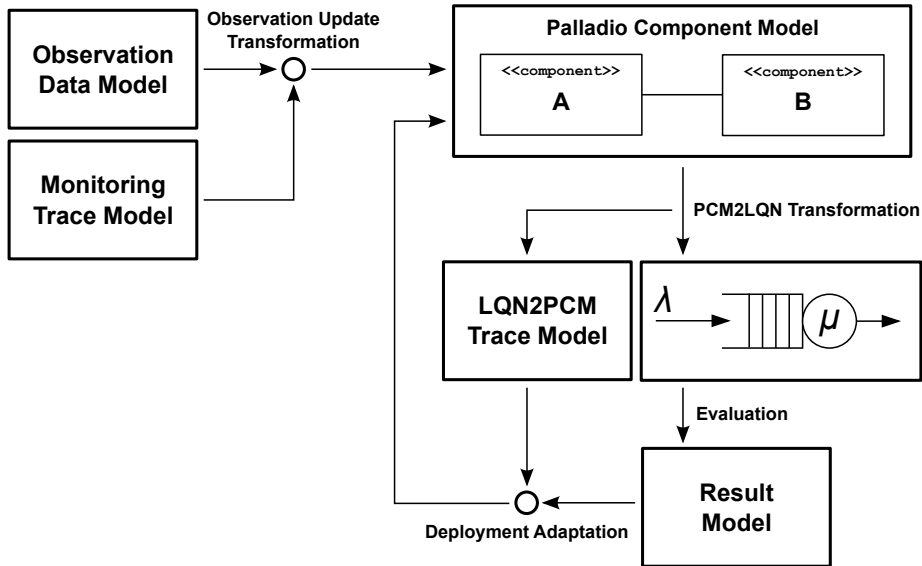 Observation
Data Model
Observation Update
Transformation
Palladio Component Model
<<component>>
A
<<component>>
B
Monitoring
Trace Model
PCM2LQN Transformation
LQN2PCM
Trace Model
λ
μ
Evaluation
Result
Model
Deployment Adaptation